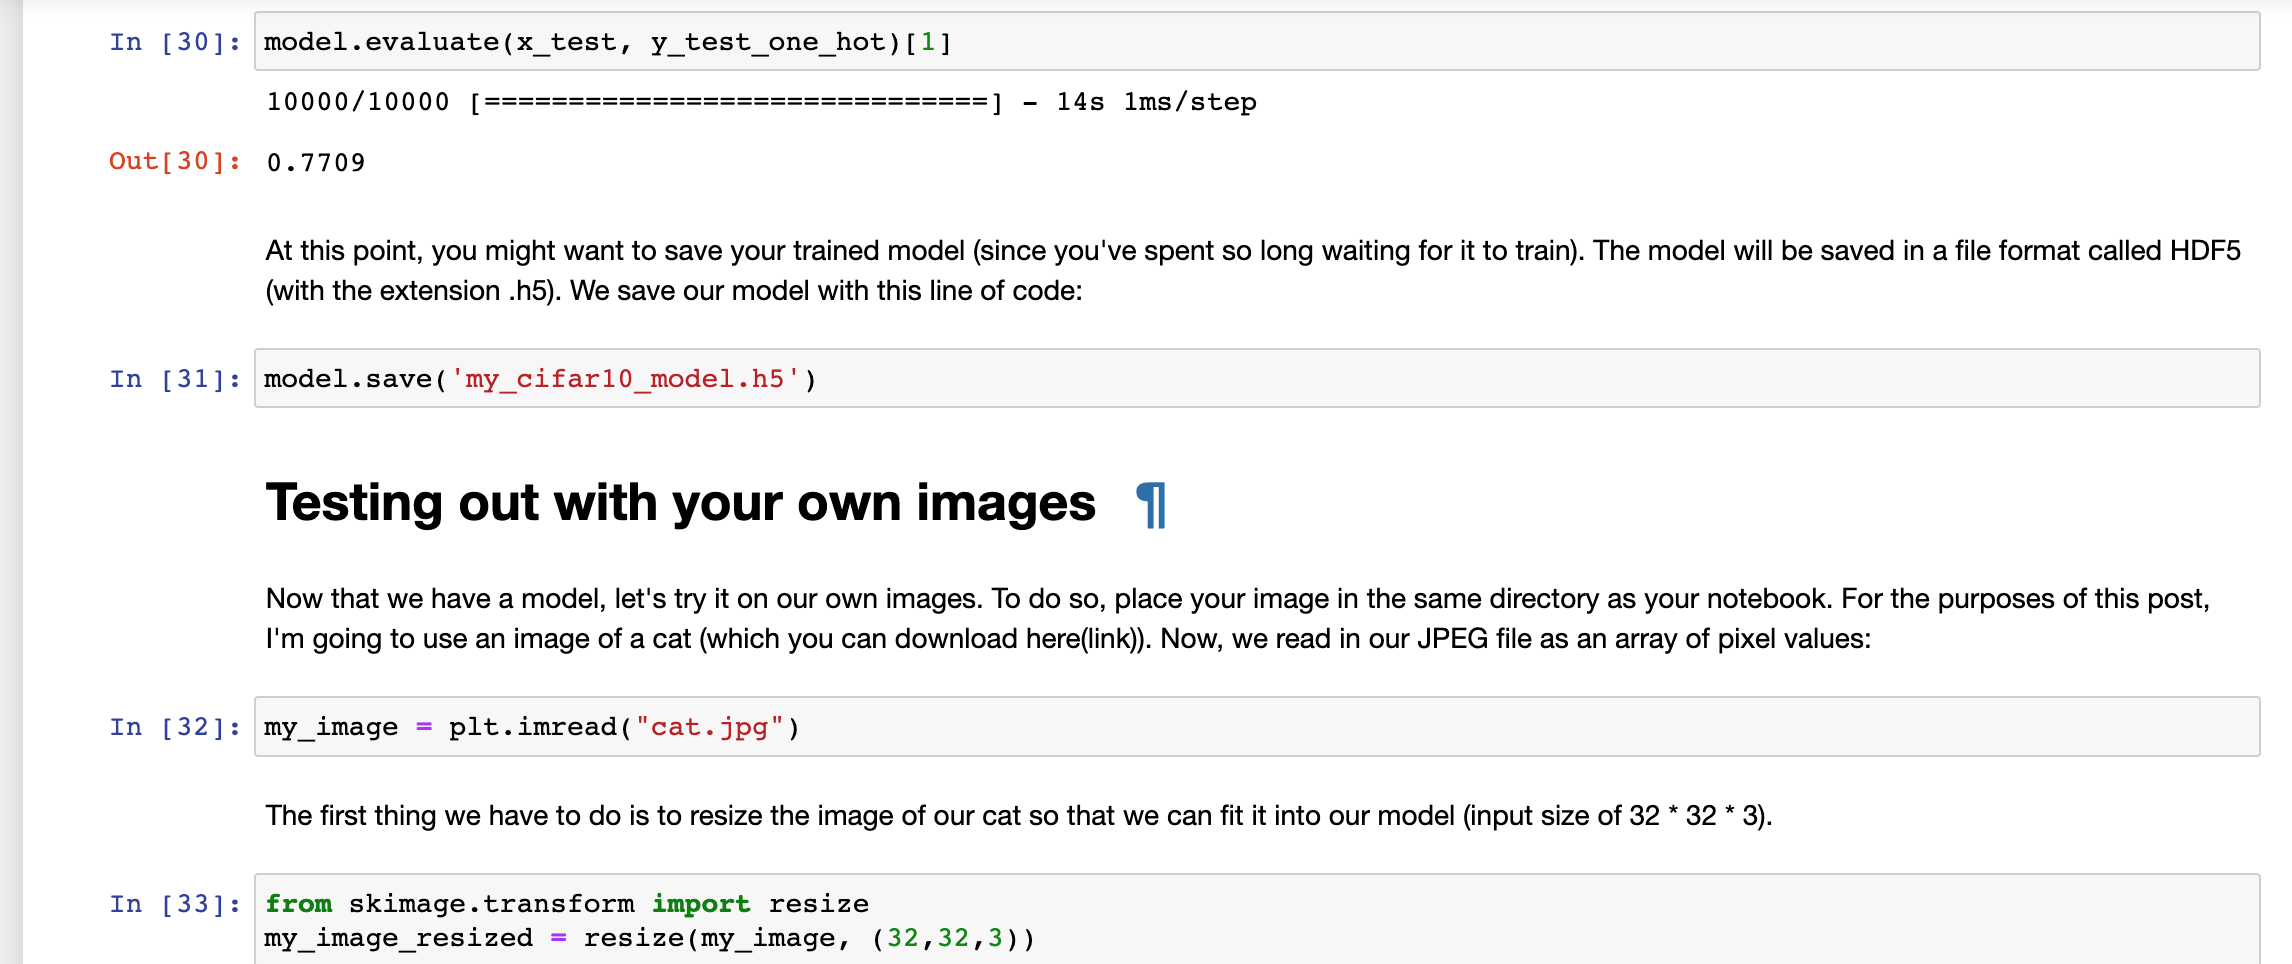 In [30]: model.evaluate(x_test, y_test_one_hot)[1]
10000/10000 [==============================] - 14s 1ms/step
Out[30]: 0.7709
At this point, you might want to save your trained model (since you've spent so long waiting for it to train). The model will be saved in a file format called HDF5
(with the extension .h5). We save our model with this line of code:
In [31]: model.save('my_cifar10_model.h5')
Testing out with your own images ¶
Now that we have a model, let's try it on our own images. To do so, place your image in the same directory as your notebook. For the purposes of this post,
I'm going to use an image of a cat (which you can download here(link)). Now, we read in our JPEG file as an array of pixel values:
In [32]: my_image = plt.imread("cat.jpg")
The first thing we have to do is to resize the image of our cat so that we can fit it into our model (input size of 32 * 32 * 3).
In [33]: from skimage.transform import resize
my_image_resized = resize(my_image, (32,32,3))